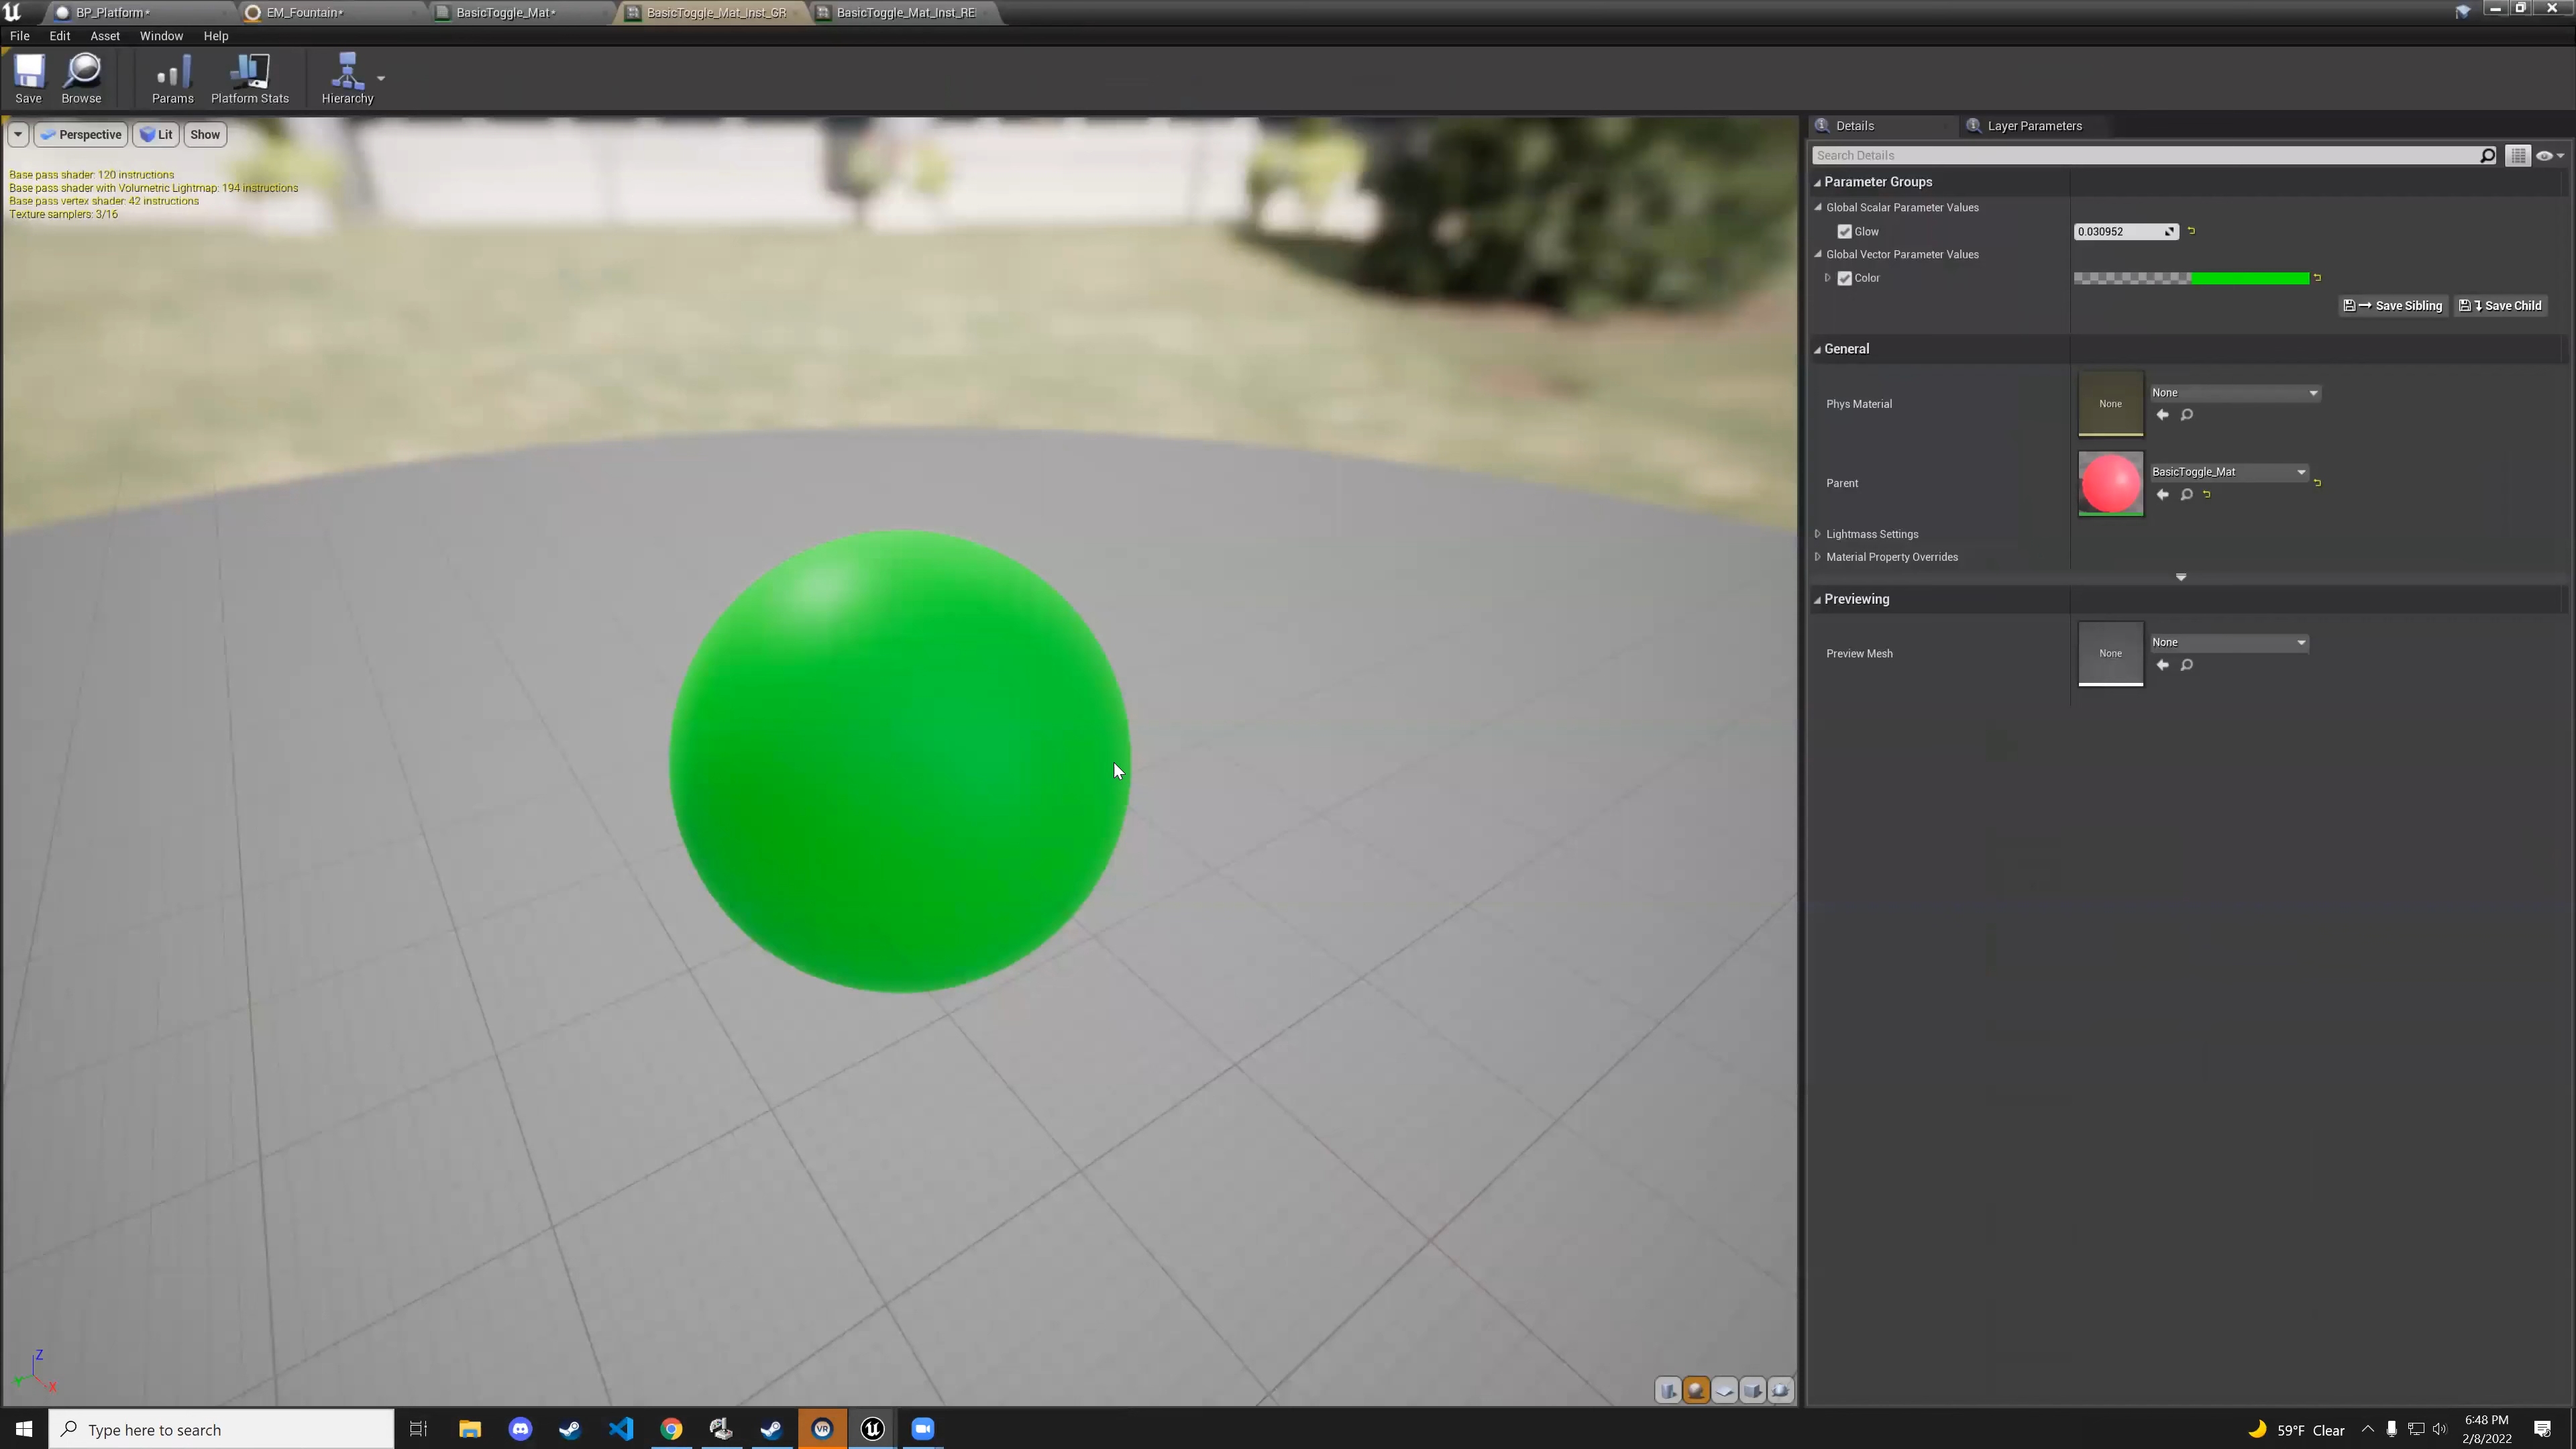 BP_Platform*
EM_Fountain*
BasicToggle_Mat*
BasicToggle_Mat_Inst_GR
BasicToggle_Mat_Inst_RE
File Edit Asset Window Help
Save Browse Params Platform Stats Hierarchy
Perspective Lit Show
Base pass shader: 120 instructions
Base pass shader with Volumetric Lightmap: 194 instructions
Base pass vertex shader: 42 instructions
Texture samplers: 3/16
Z
Y X
Details Layer Parameters
Search Details
Parameter Groups
Global Scalar Parameter Values
Glow 0.030952
Global Vector Parameter Values
Color
Save Sibling Save Child
General
Phys Material None None
Parent BasicToggle_Mat
Lightmass Settings
Material Property Overrides
Previewing
Preview Mesh None None
Type here to search
VR
59°F Clear
6:48 PM
2/8/2022